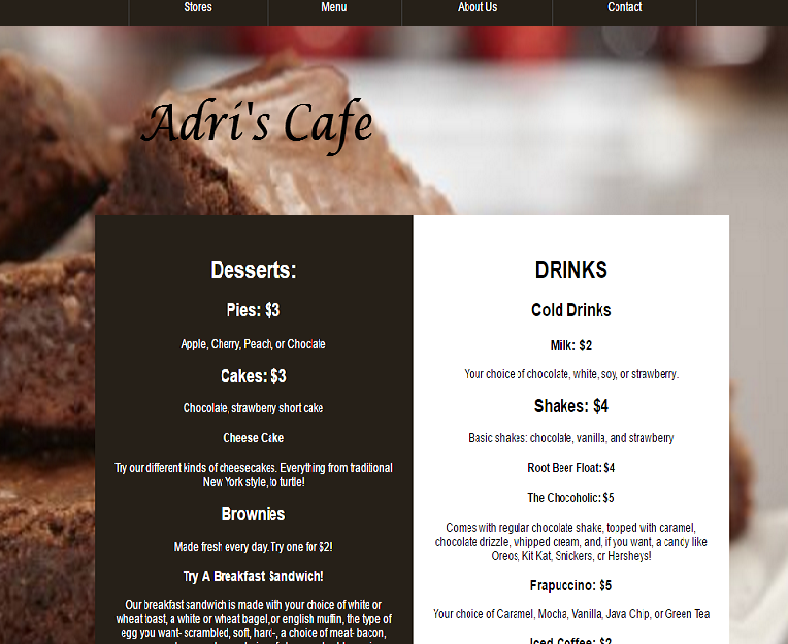 Stores
Menu
About Us
Contact
Adri's Cafe
Desserts:
Pies: $3
Apple, Cherry, Peach, or Choclate
Cakes: $3
Chocolate, strawberry short cake
Cheese Cake
Try our different kinds of cheesecakes. Everything from traditional
New York style, to turtle!
Brownies
Made fresh every day. Try one for $2!
Try A Breakfast Sandwich!
Our breakfast sandwich is made with your choice of white or
wheat toast, a white or wheat bagel, or english muffin, the type of
egg you want- scrambled, soft, hard-, a choice of meat- bacon,
DRINKS
Cold Drinks
Milk: $2
Your choice of chocolate, white, soy, or strawberry.
Shakes: $4
Basic shakes: chocolate, vanilla, and strawberry
Root Beer Float: $4
The Chocoholic: $5
Comes with regular chocolate shake, topped with caramel,
chocolate drizzle, whipped cream, and, if you want, a candy like
Oreos, Kit Kat, Snickers, or Hersheys!
Frapuccino: $5
Your choice of Caramel, Mocha, Vanilla, Java Chip, or Green Tea
Iced Coffee: $2